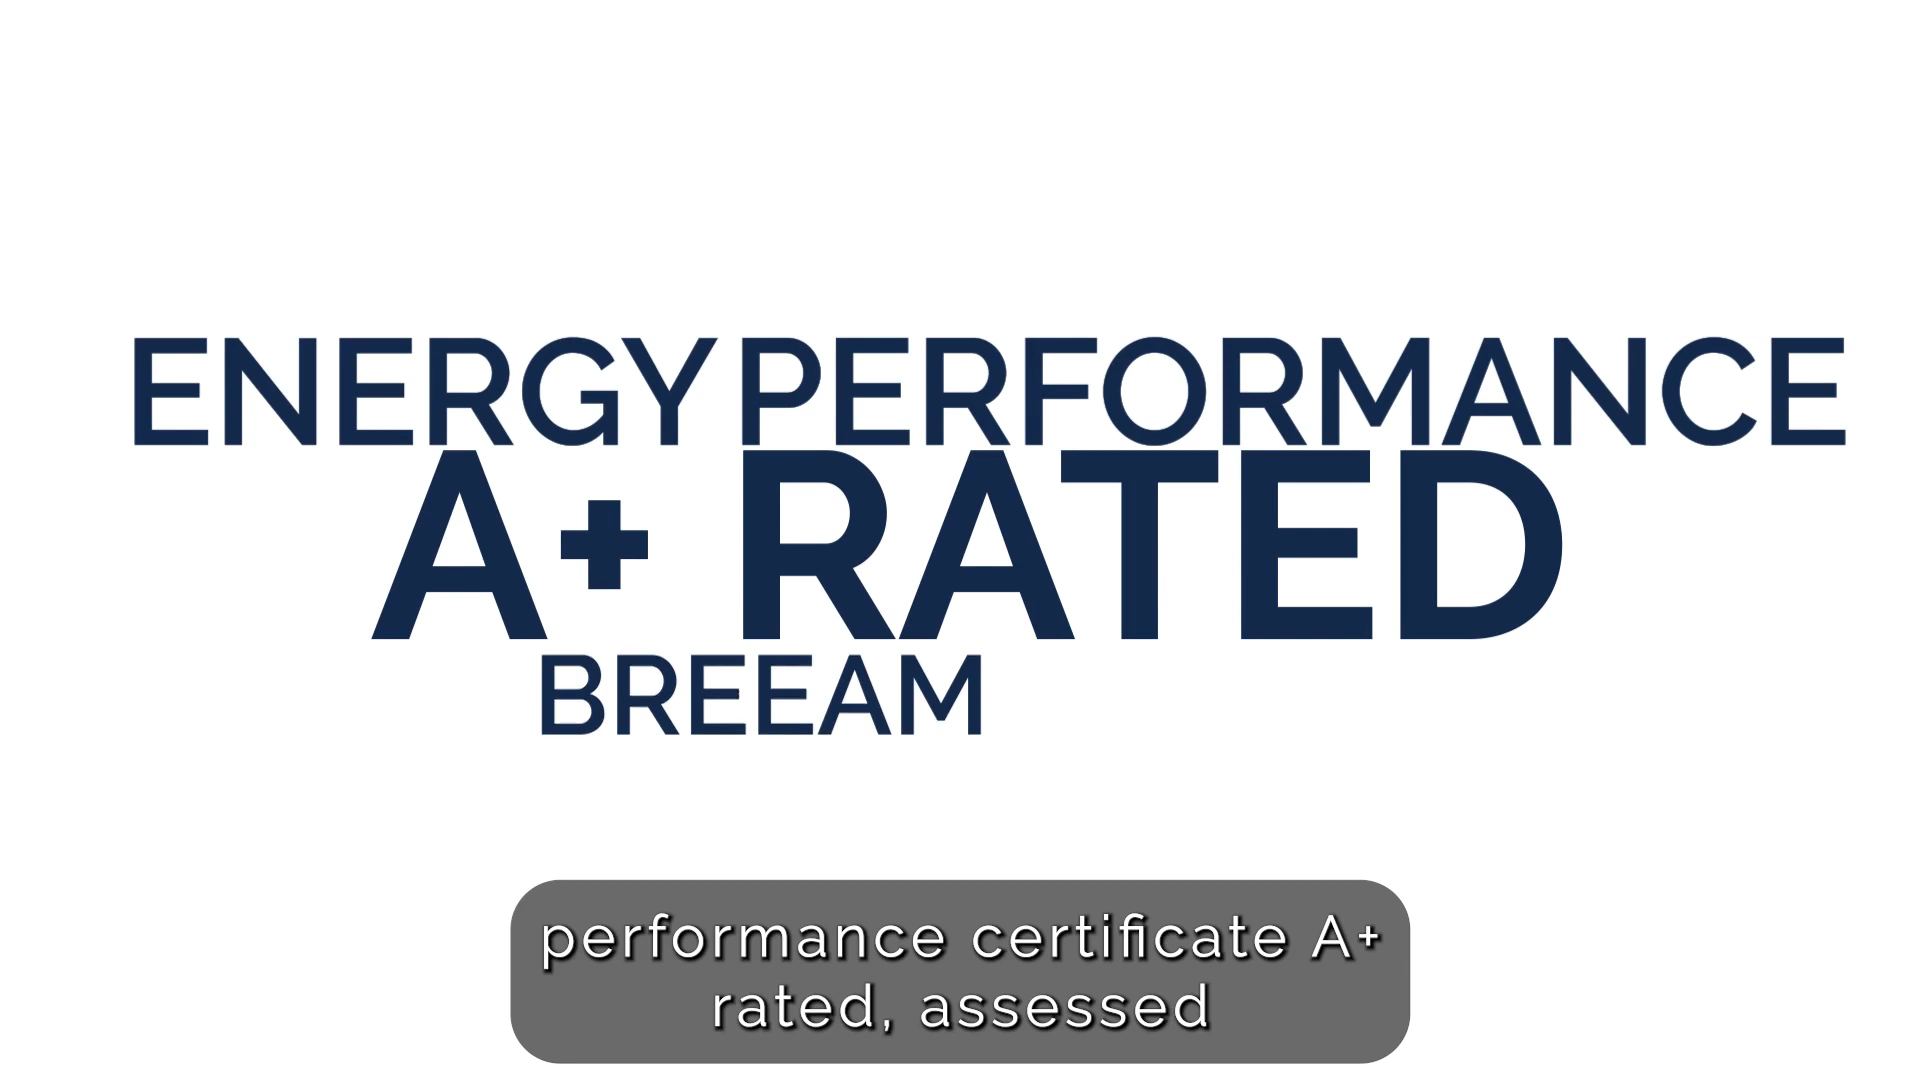 ENERGY PERFORMANCE
A+ RATED
BREEAM
performance certificate A+
rated, assessed